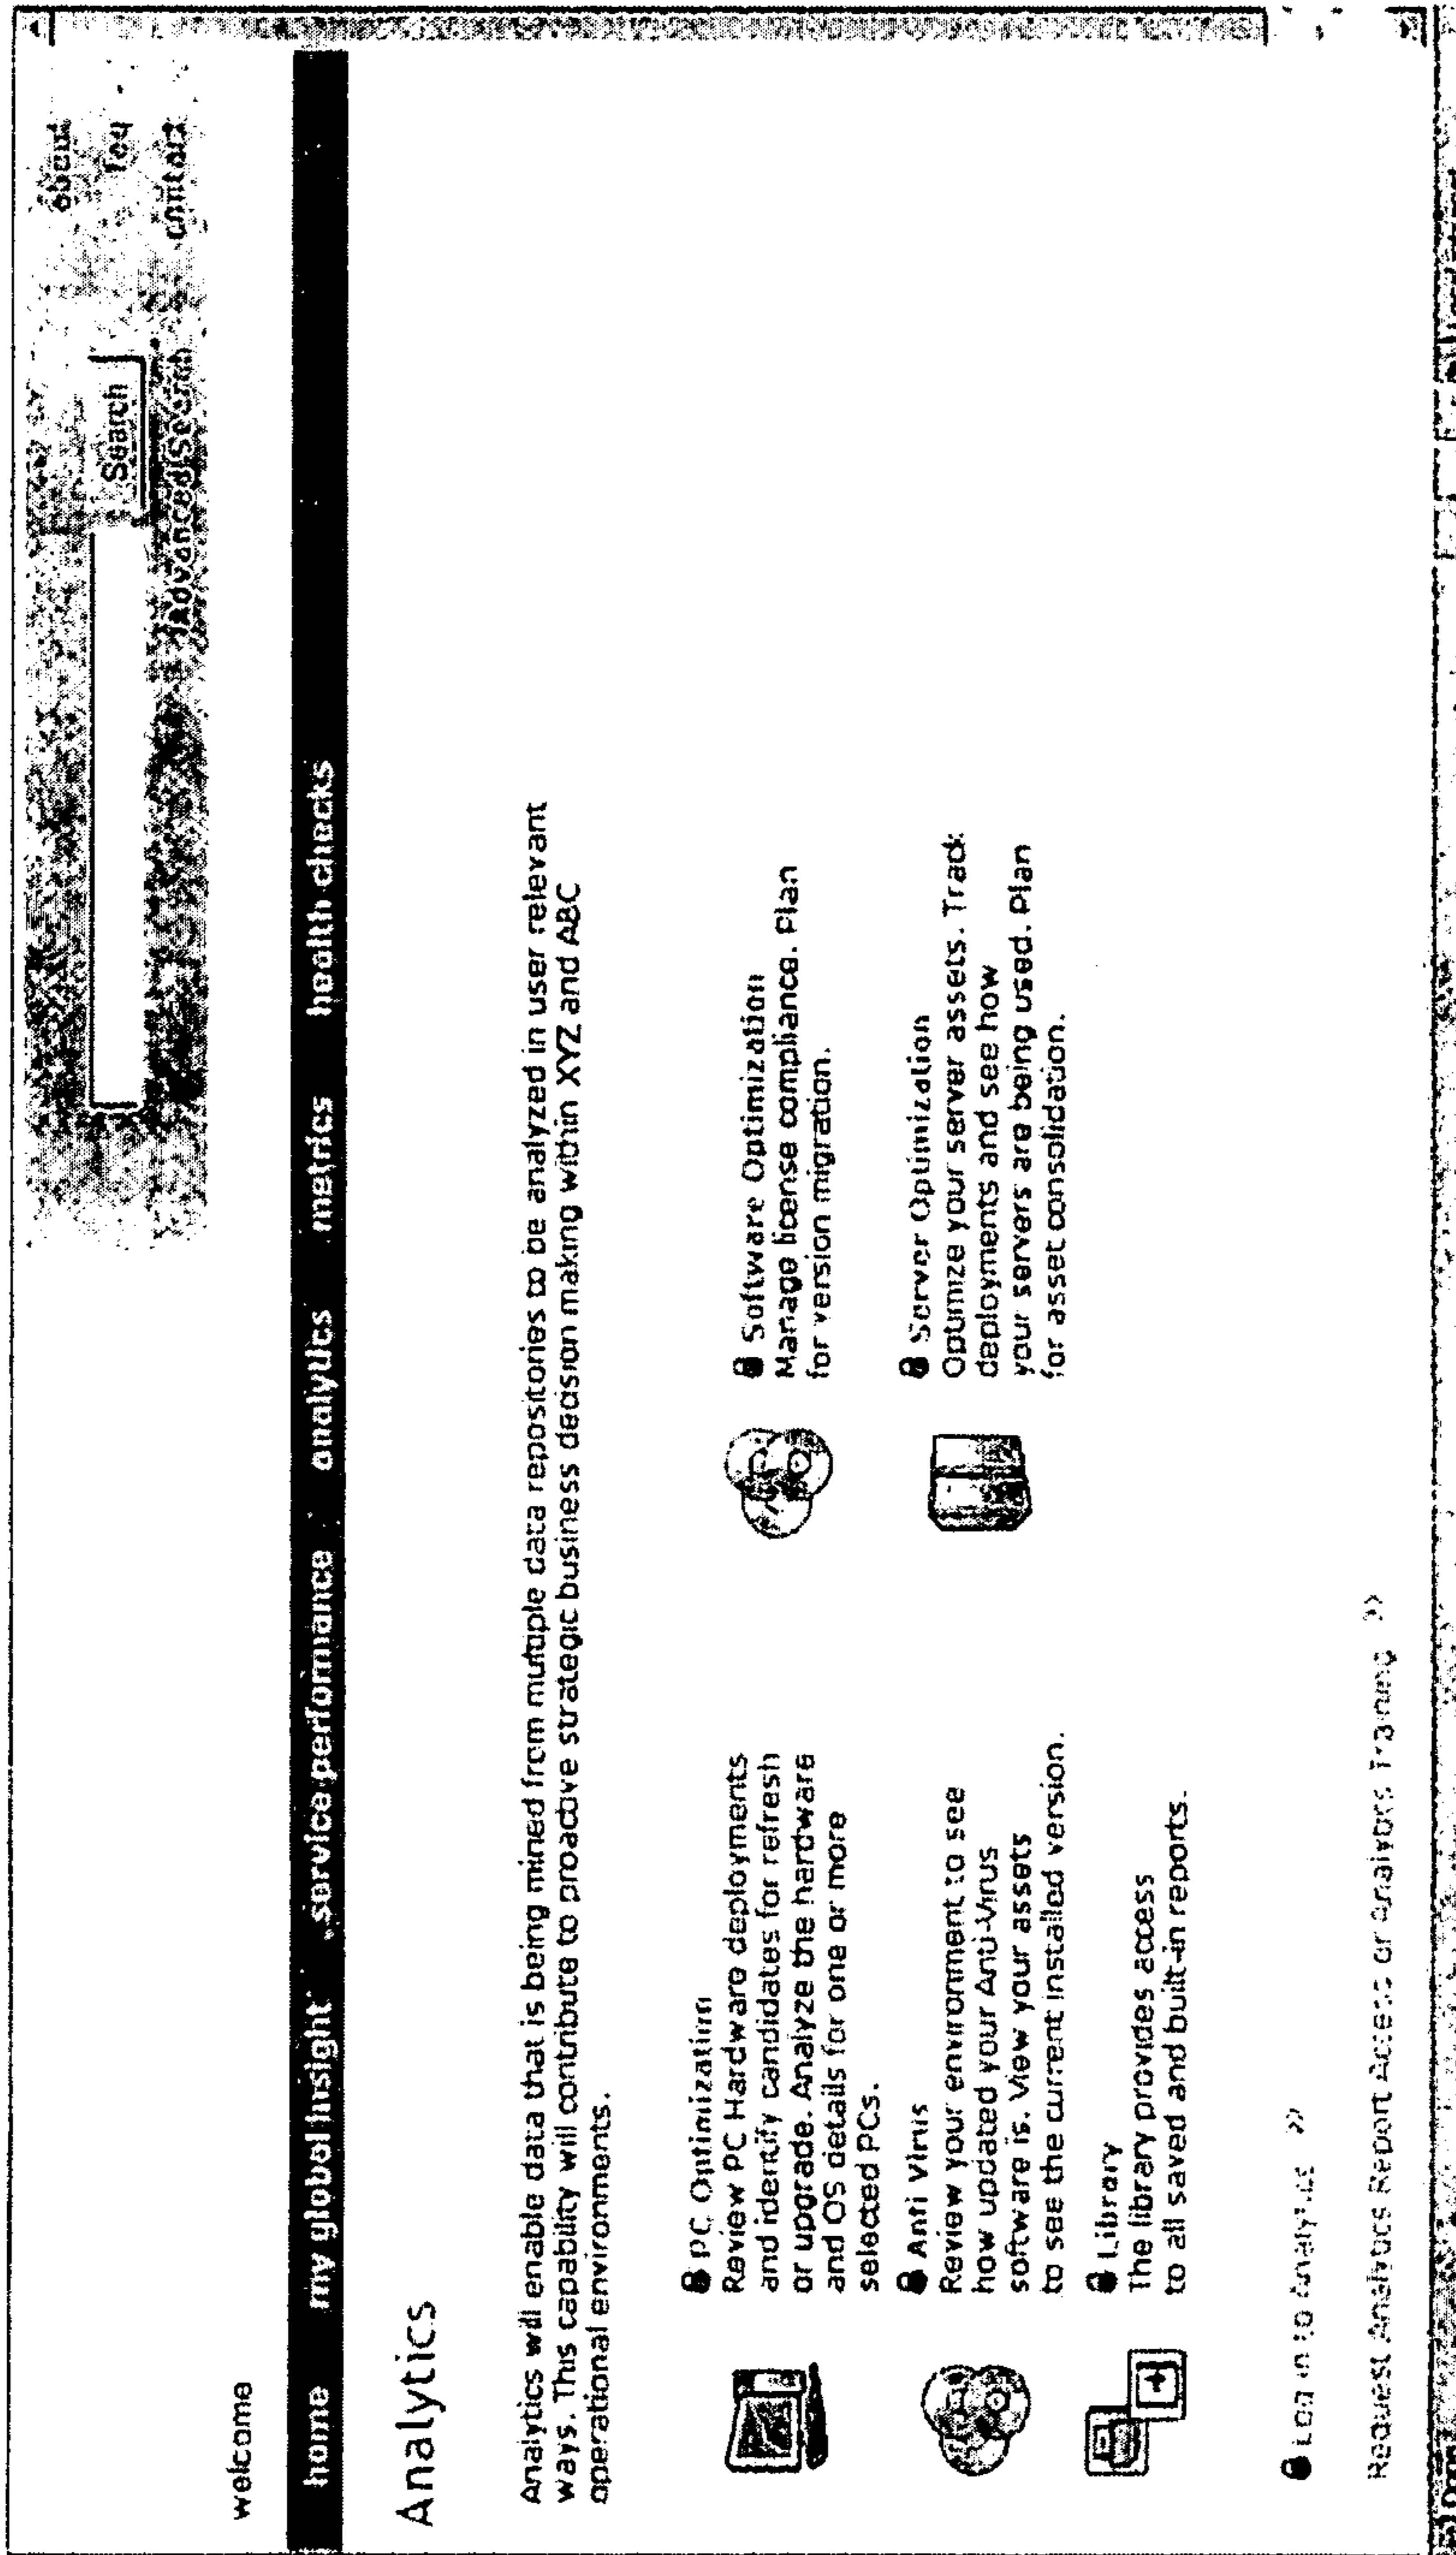 about
faq
contact
Search
Advanced Search
welcome
home my global insight service performance analytics metrics health checks
Analytics
Analytics will enable data that is being mined from multiple data repositories to be analyzed in user relevant
ways. This capability will contribute to proactive strategic business decision making within XYZ and ABC
operational environments.
PC Optimization
Review PC Hardware deployments
and identify candidates for refresh
or upgrade. Analyze the hardware
and OS details for one or more
selected PCs.
Software Optimization
Manage license compliance. Plan
for version migration.
Anti Virus
Review your environment to see
how updated your Anti-Virus
software is. View your assets
to see the current installed version.
Server Optimization
Optimize your server assets. Track
deployments and see how
your servers are being used. Plan
for asset consolidation.
Library
The library provides access
to all saved and built-in reports.
Log in to Analytics »
Request Analytics Report Access or Analytics Training »